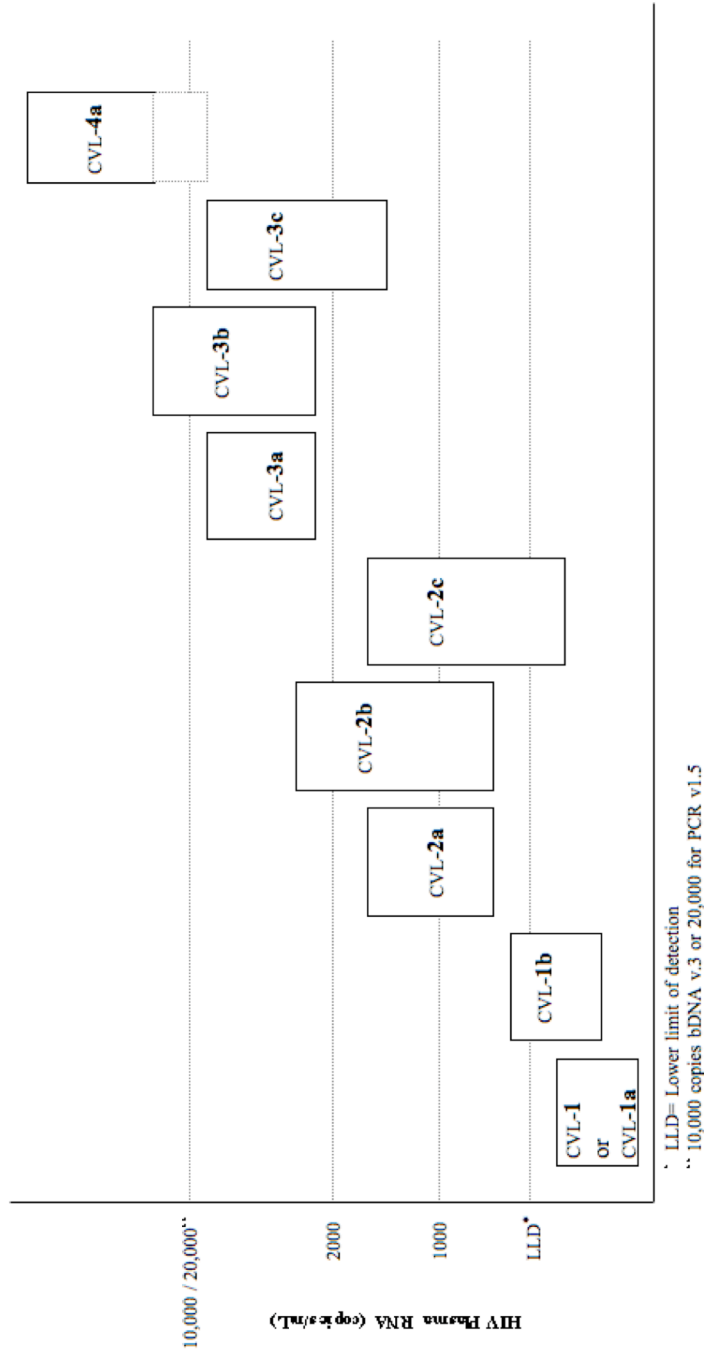 HIV Plasma RNA (copies/mL)
10,000 / 20,000**
2000
1000
LLD*
CVL-1
or
CVL-1a
CVL-1b
CVL-2a
CVL-2b
CVL-2c
CVL-3a
CVL-3b
CVL-3c
CVL-4a
* LLD= Lower limit of detection
** 10,000 copies bDNA v.3 or 20,000 for PCR v1.5